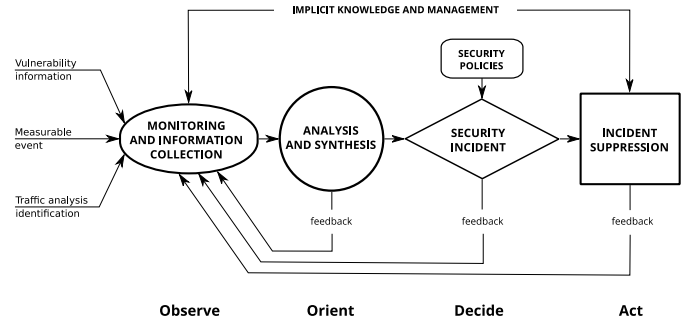 IMPLICIT KNOWLEDGE AND MANAGEMENT
SECURITY
POLICIES
Vulnerability
information
Measurable
event
Traffic analysis
identification
MONITORING
AND INFORMATION
COLLECTION
ANALYSIS
AND SYNTHESIS
SECURITY
INCIDENT
INCIDENT
SUPPRESSION
feedback
feedback
feedback
Observe
Orient
Decide
Act